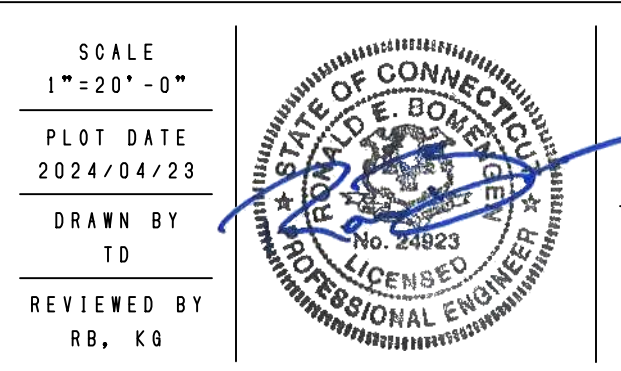 SCALE
1"=20'-0"
PLOT DATE
2024/04/23
DRAWN BY
TD
REVIEWED BY
RB, KG
STATE OF CONNECTICUT
RONALD E. BOMENGEN
No. 24923
LICENSED
PROFESSIONAL ENGINEER